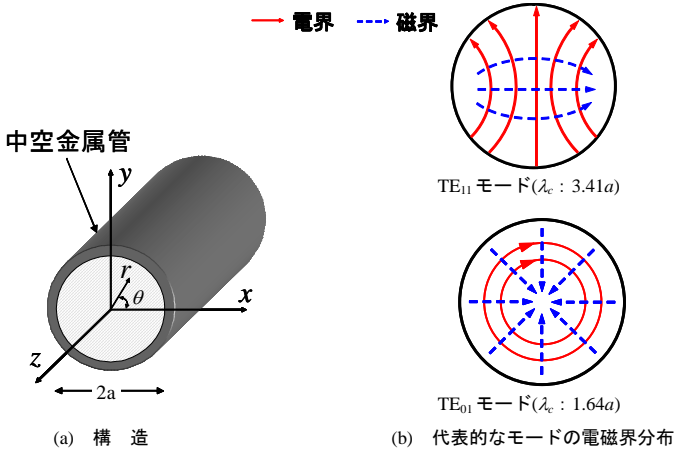 電界 磁界
中空金属管
y
r
θ
x
z
2a
(a) 構 造
TE₁₁ モード(λc : 3.41a)
TE₀₁ モード(λc : 1.64a)
(b) 代表的なモードの電磁界分布